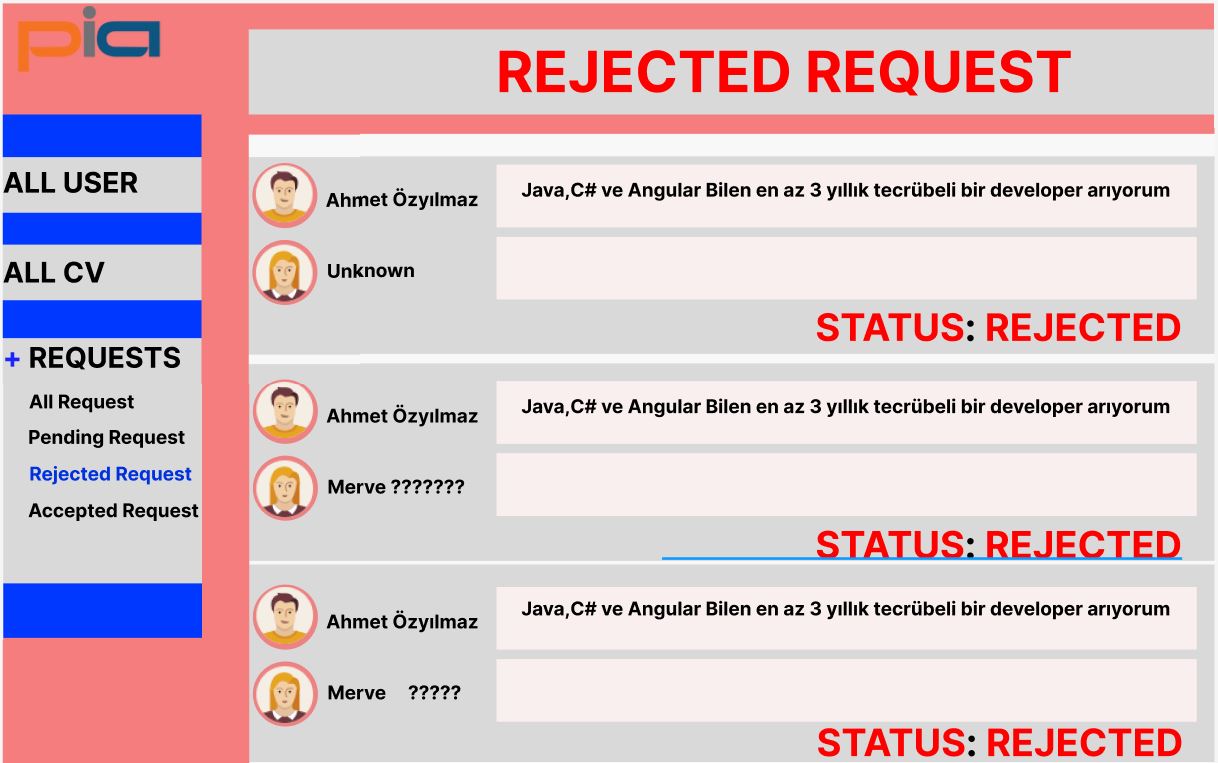 pia
REJECTED REQUEST
ALL USER
ALL CV
+ REQUESTS
All Request
Pending Request
Rejected Request
Accepted Request
Ahmet Özyılmaz
Java,C# ve Angular Bilen en az 3 yıllık tecrübeli bir developer arıyorum
Unknown
STATUS: REJECTED
Ahmet Özyılmaz
Java,C# ve Angular Bilen en az 3 yıllık tecrübeli bir developer arıyorum
Merve ???????
STATUS: REJECTED
Ahmet Özyılmaz
Java,C# ve Angular Bilen en az 3 yıllık tecrübeli bir developer arıyorum
Merve ?????
STATUS: REJECTED